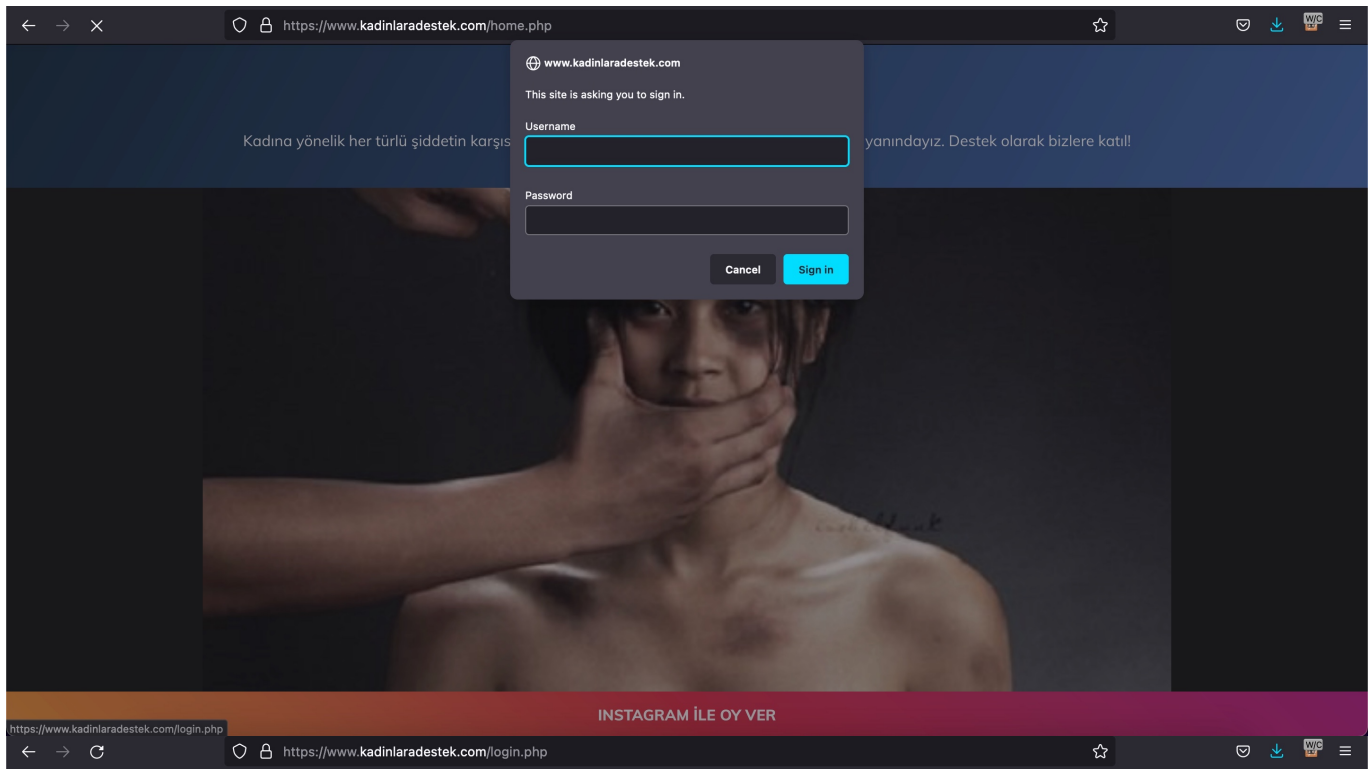 https://www.kadinlaradestek.com/home.php
W/C
www.kadinlaradestek.com
This site is asking you to sign in.
Username
Kadına yönelik her türlü şiddetin karşıs yanındayız. Destek olarak bizlere katıl!
Password
Cancel Sign in
INSTAGRAM İLE OY VER
https://www.kadinlaradestek.com/login.php
https://www.kadinlaradestek.com/login.php
W/C